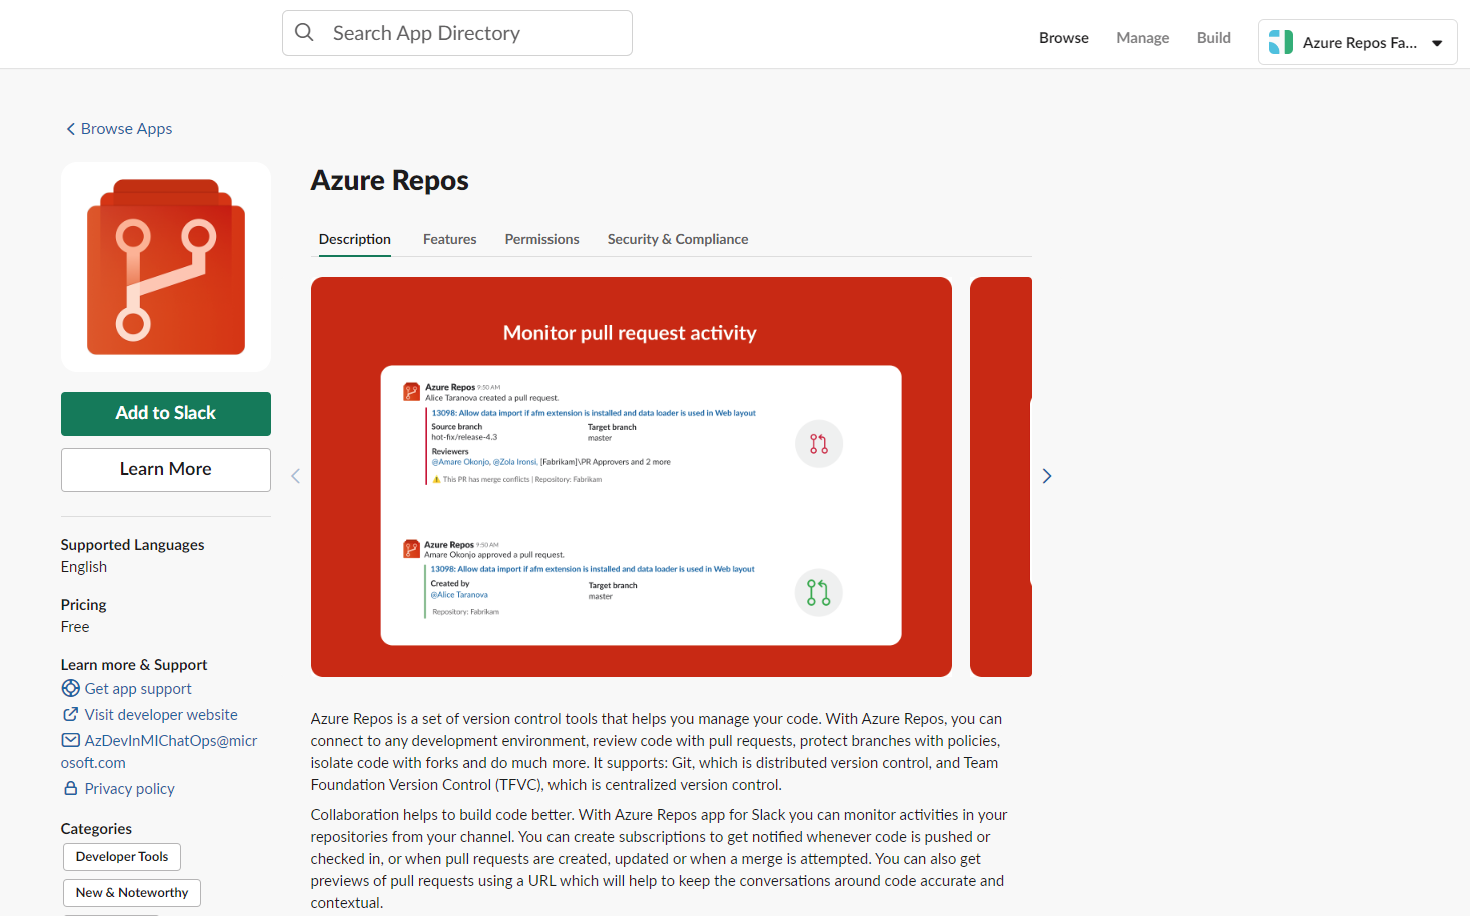 Search App Directory
Browse
Manage
Build
Azure Repos Fa...
Browse Apps
Azure Repos
Description
Features
Permissions
Security & Compliance
Add to Slack
Learn More
Supported Languages
English
Pricing
Free
Learn more & Support
Get app support
Visit developer website
AzDevInMIChatOps@micr
osoft.com
Privacy policy
Categories
Developer Tools
New & Noteworthy
Monitor pull request activity
Azure Repos 9:50 AM
Alice Taranova created a pull request.
13098: Allow data import if afm extension is installed and data loader is used in Web layout
Source branch
hot-fix/release-4.3
Target branch
master
Reviewers
@Amare Okonjo, @Zola Ironsi, [Fabrikam]\PR Approvers and 2 more
This PR has merge conflicts | Repository: Fabrikam
Azure Repos 9:50 AM
Amare Okonjo approved a pull request.
13098: Allow data import if afm extension is installed and data loader is used in Web layout
Created by
@Alice Taranova
Target branch
master
Repository: Fabrikam
Azure Repos is a set of version control tools that helps you manage your code. With Azure Repos, you can
connect to any development environment, review code with pull requests, protect branches with policies,
isolate code with forks and do much more. It supports: Git, which is distributed version control, and Team
Foundation Version Control (TFVC), which is centralized version control.
Collaboration helps to build code better. With Azure Repos app for Slack you can monitor activities in your
repositories from your channel. You can create subscriptions to get notified whenever code is pushed or
checked in, or when pull requests are created, updated or when a merge is attempted. You can also get
previews of pull requests using a URL which will help to keep the conversations around code accurate and
contextual.